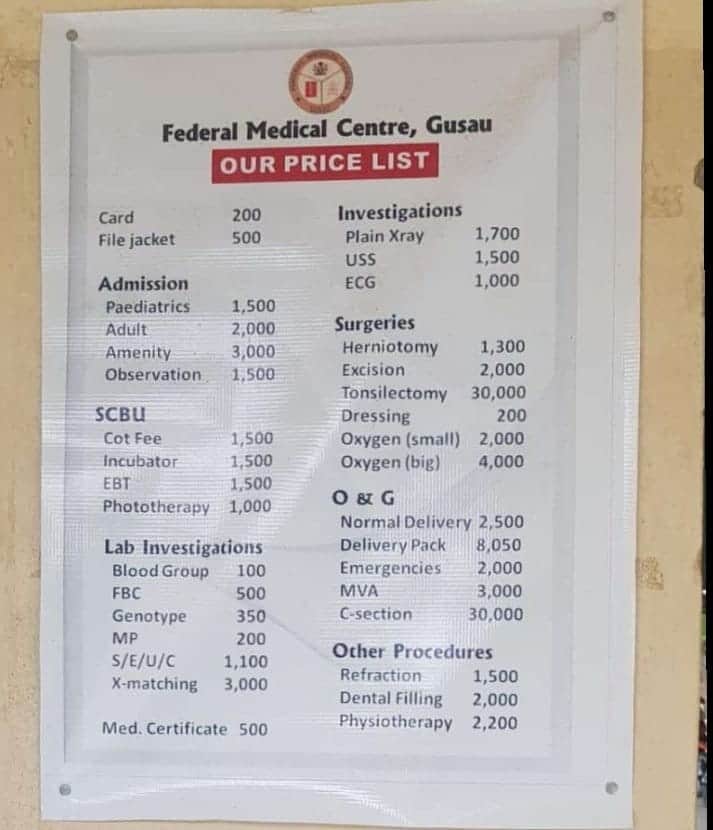 Federal Medical Centre, Gusau
OUR PRICE LIST
Card 200
File jacket 500
Admission
Paediatrics 1,500
Adult 2,000
Amenity 3,000
Observation 1,500
SCBU
Cot Fee 1,500
Incubator 1,500
EBT 1,500
Phototherapy 1,000
Lab Investigations
Blood Group 100
FBC 500
Genotype 350
MP 200
S/E/U/C 1,100
X-matching 3,000
Med. Certificate 500
Investigations
Plain Xray 1,700
USS 1,500
ECG 1,000
Surgeries
Herniotomy 1,300
Excision 2,000
Tonsilectomy 30,000
Dressing 200
Oxygen (small) 2,000
Oxygen (big) 4,000
O & G
Normal Delivery 2,500
Delivery Pack 8,050
Emergencies 2,000
MVA 3,000
C-section 30,000
Other Procedures
Refraction 1,500
Dental Filling 2,000
Physiotherapy 2,200